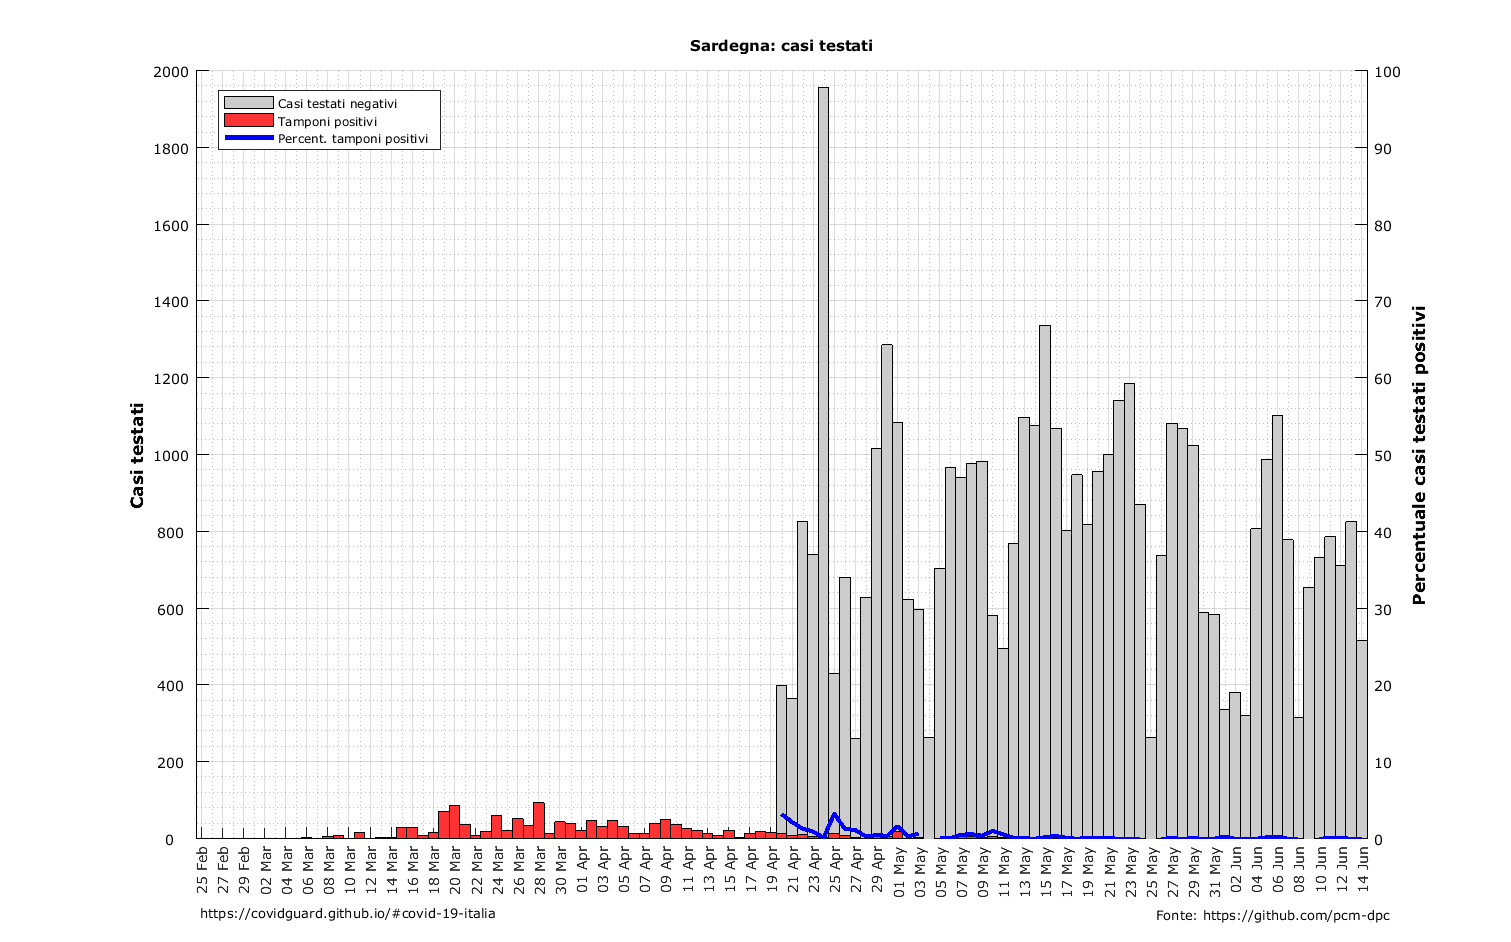 Sardegna: casi testati
Casi testati negativi
Tamponi positivi
Percent. tamponi positivi
Casi testati
2000
1800
1600
1400
1200
1000
800
600
400
200
0
100
90
80
70
60
50
40
30
20
10
0
Percentuale casi testati positivi
25 Feb
27 Feb
29 Feb
02 Mar
04 Mar
06 Mar
08 Mar
10 Mar
12 Mar
14 Mar
16 Mar
18 Mar
20 Mar
22 Mar
24 Mar
26 Mar
28 Mar
30 Mar
01 Apr
03 Apr
05 Apr
07 Apr
09 Apr
11 Apr
13 Apr
15 Apr
17 Apr
19 Apr
21 Apr
23 Apr
25 Apr
27 Apr
29 Apr
01 May
03 May
05 May
07 May
09 May
11 May
13 May
15 May
17 May
19 May
21 May
23 May
25 May
27 May
29 May
31 May
02 Jun
04 Jun
06 Jun
08 Jun
10 Jun
12 Jun
14 Jun
https://covidguard.github.io/#covid-19-italia
Fonte: https://github.com/pcm-dpc